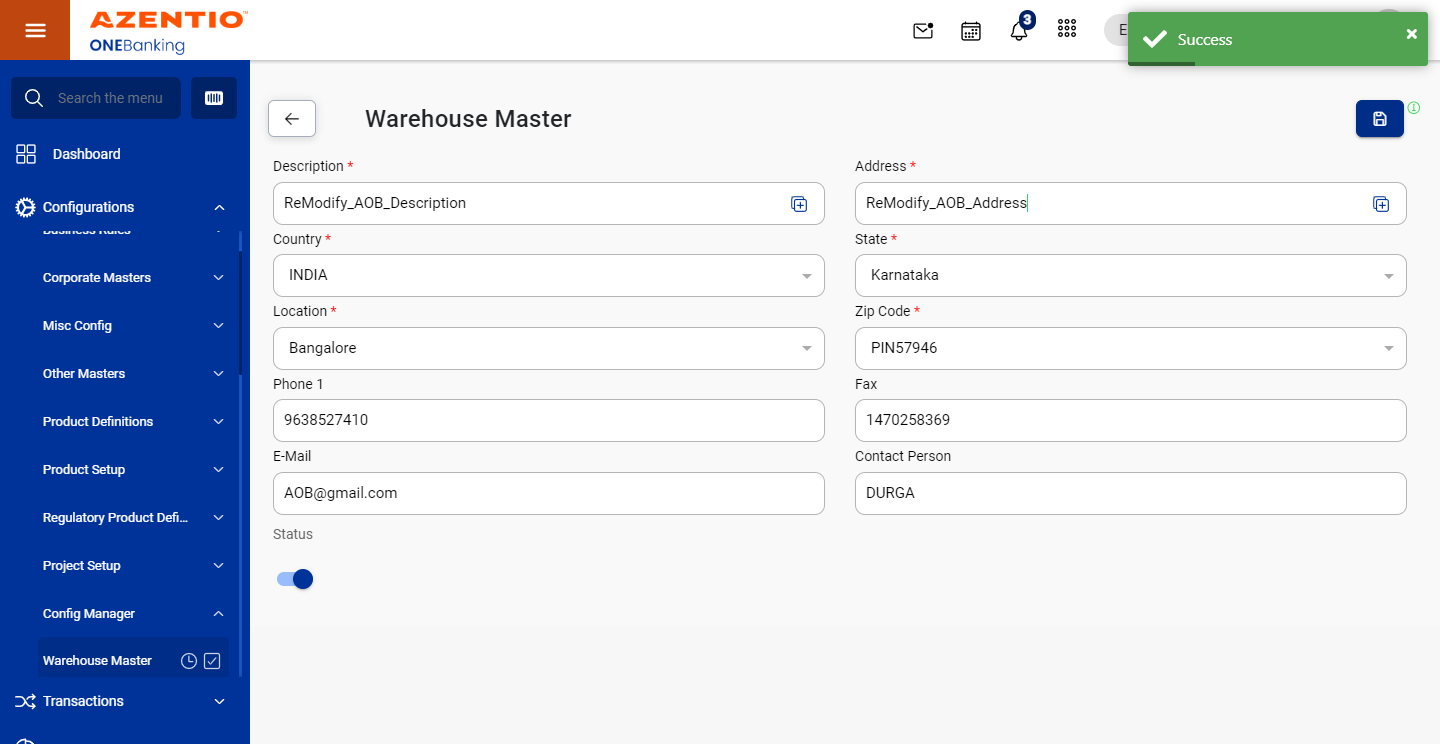 AZENTIO™
ONEBanking
3
E
Success
Search the menu
Dashboard
Configurations
Business Rules
Corporate Masters
Misc Config
Other Masters
Product Definitions
Product Setup
Regulatory Product Defi...
Project Setup
Config Manager
Warehouse Master
Transactions
Warehouse Master
Description *
Address *
ReModify_AOB_Description
ReModify_AOB_Address
Country *
State *
INDIA
Karnataka
Location *
Zip Code *
Bangalore
PIN57946
Phone 1
Fax
9638527410
1470258369
E-Mail
Contact Person
AOB@gmail.com
DURGA
Status